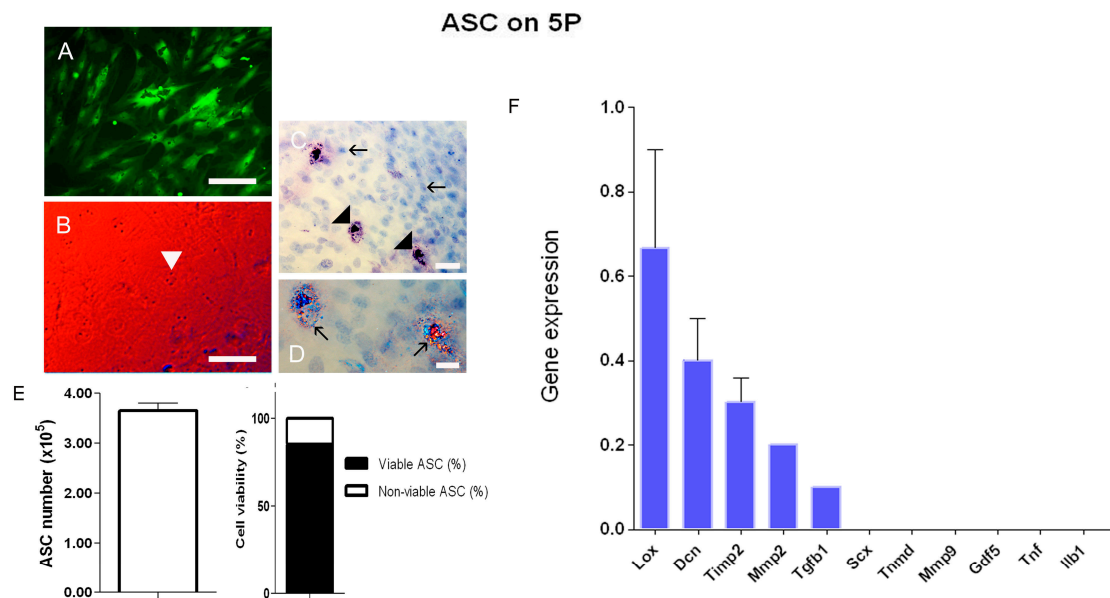 ASC on 5P
A
B
C
D
E
4.00
3.00
2.00
1.00
0.00
ASC number (x10⁵)
100
50
0
Cell viability (%)
Viable ASC (%)
Non-viable ASC (%)
F
1.0
0.8
0.6
0.4
0.2
0.0
Gene expression
Lox
Dcn
Timp2
Mmp2
Tgfb1
Scx
Tnmd
Mmp9
Gdf5
Tnf
Ilb1